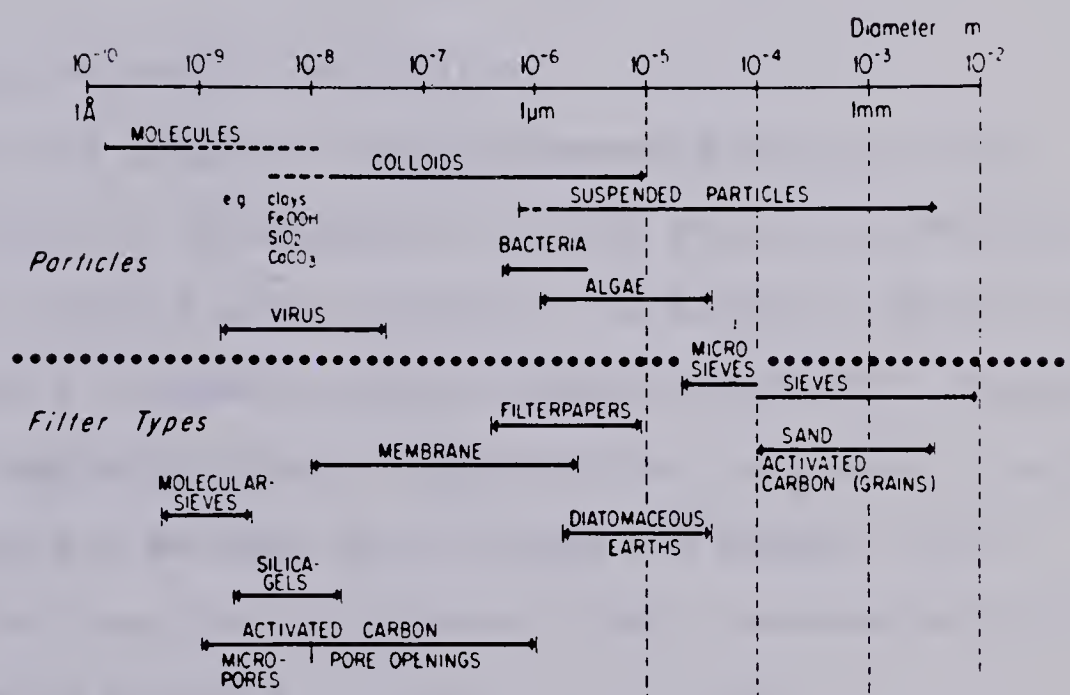 Diameter m
10⁻¹⁰ 10⁻⁹ 10⁻⁸ 10⁻⁷ 10⁻⁶ 10⁻⁵ 10⁻⁴ 10⁻³ 10⁻²
1Å 1μm 1mm
MOLECULES
COLLOIDS
e.g. clays
FeOOH
SiO₂
CaCO₃
SUSPENDED PARTICLES
BACTERIA
Particles
ALGAE
VIRUS
MICRO
SIEVES
SIEVES
Filter Types
FILTERPAPERS
SAND
MEMBRANE
ACTIVATED
CARBON (GRAINS)
MOLECULAR-
SIEVES
DIATOMACEOUS
EARTHS
SILICA-
GELS
ACTIVATED CARBON
MICRO-
PORES
PORE OPENINGS